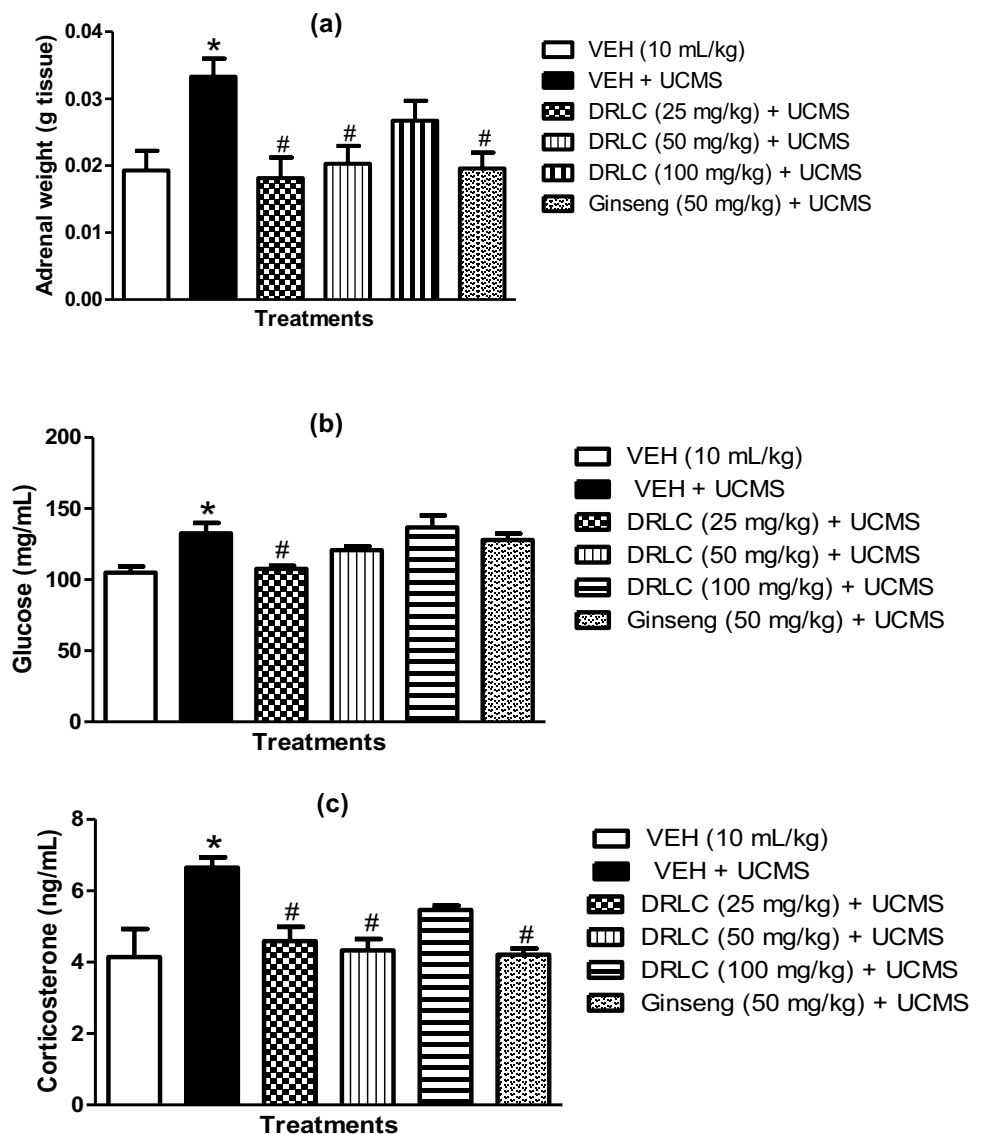 (a)
Adrenal weight (g tissue)
0.04
0.03
0.02
0.01
0.00
*
#
#
#
Treatments
VEH (10 mL/kg)
VEH + UCMS
DRLC (25 mg/kg) + UCMS
DRLC (50 mg/kg) + UCMS
DRLC (100 mg/kg) + UCMS
Ginseng (50 mg/kg) + UCMS
(b)
Glucose (mg/mL)
200
150
100
50
0
*
#
Treatments
VEH (10 mL/kg)
VEH + UCMS
DRLC (25 mg/kg) + UCMS
DRLC (50 mg/kg) + UCMS
DRLC (100 mg/kg) + UCMS
Ginseng (50 mg/kg) + UCMS
(c)
Corticosterone (ng/mL)
8
6
4
2
0
*
#
#
#
Treatments
VEH (10 mL/kg)
VEH + UCMS
DRLC (25 mg/kg) + UCMS
DRLC (50 mg/kg) + UCMS
DRLC (100 mg/kg) + UCMS
Ginseng (50 mg/kg) + UCMS